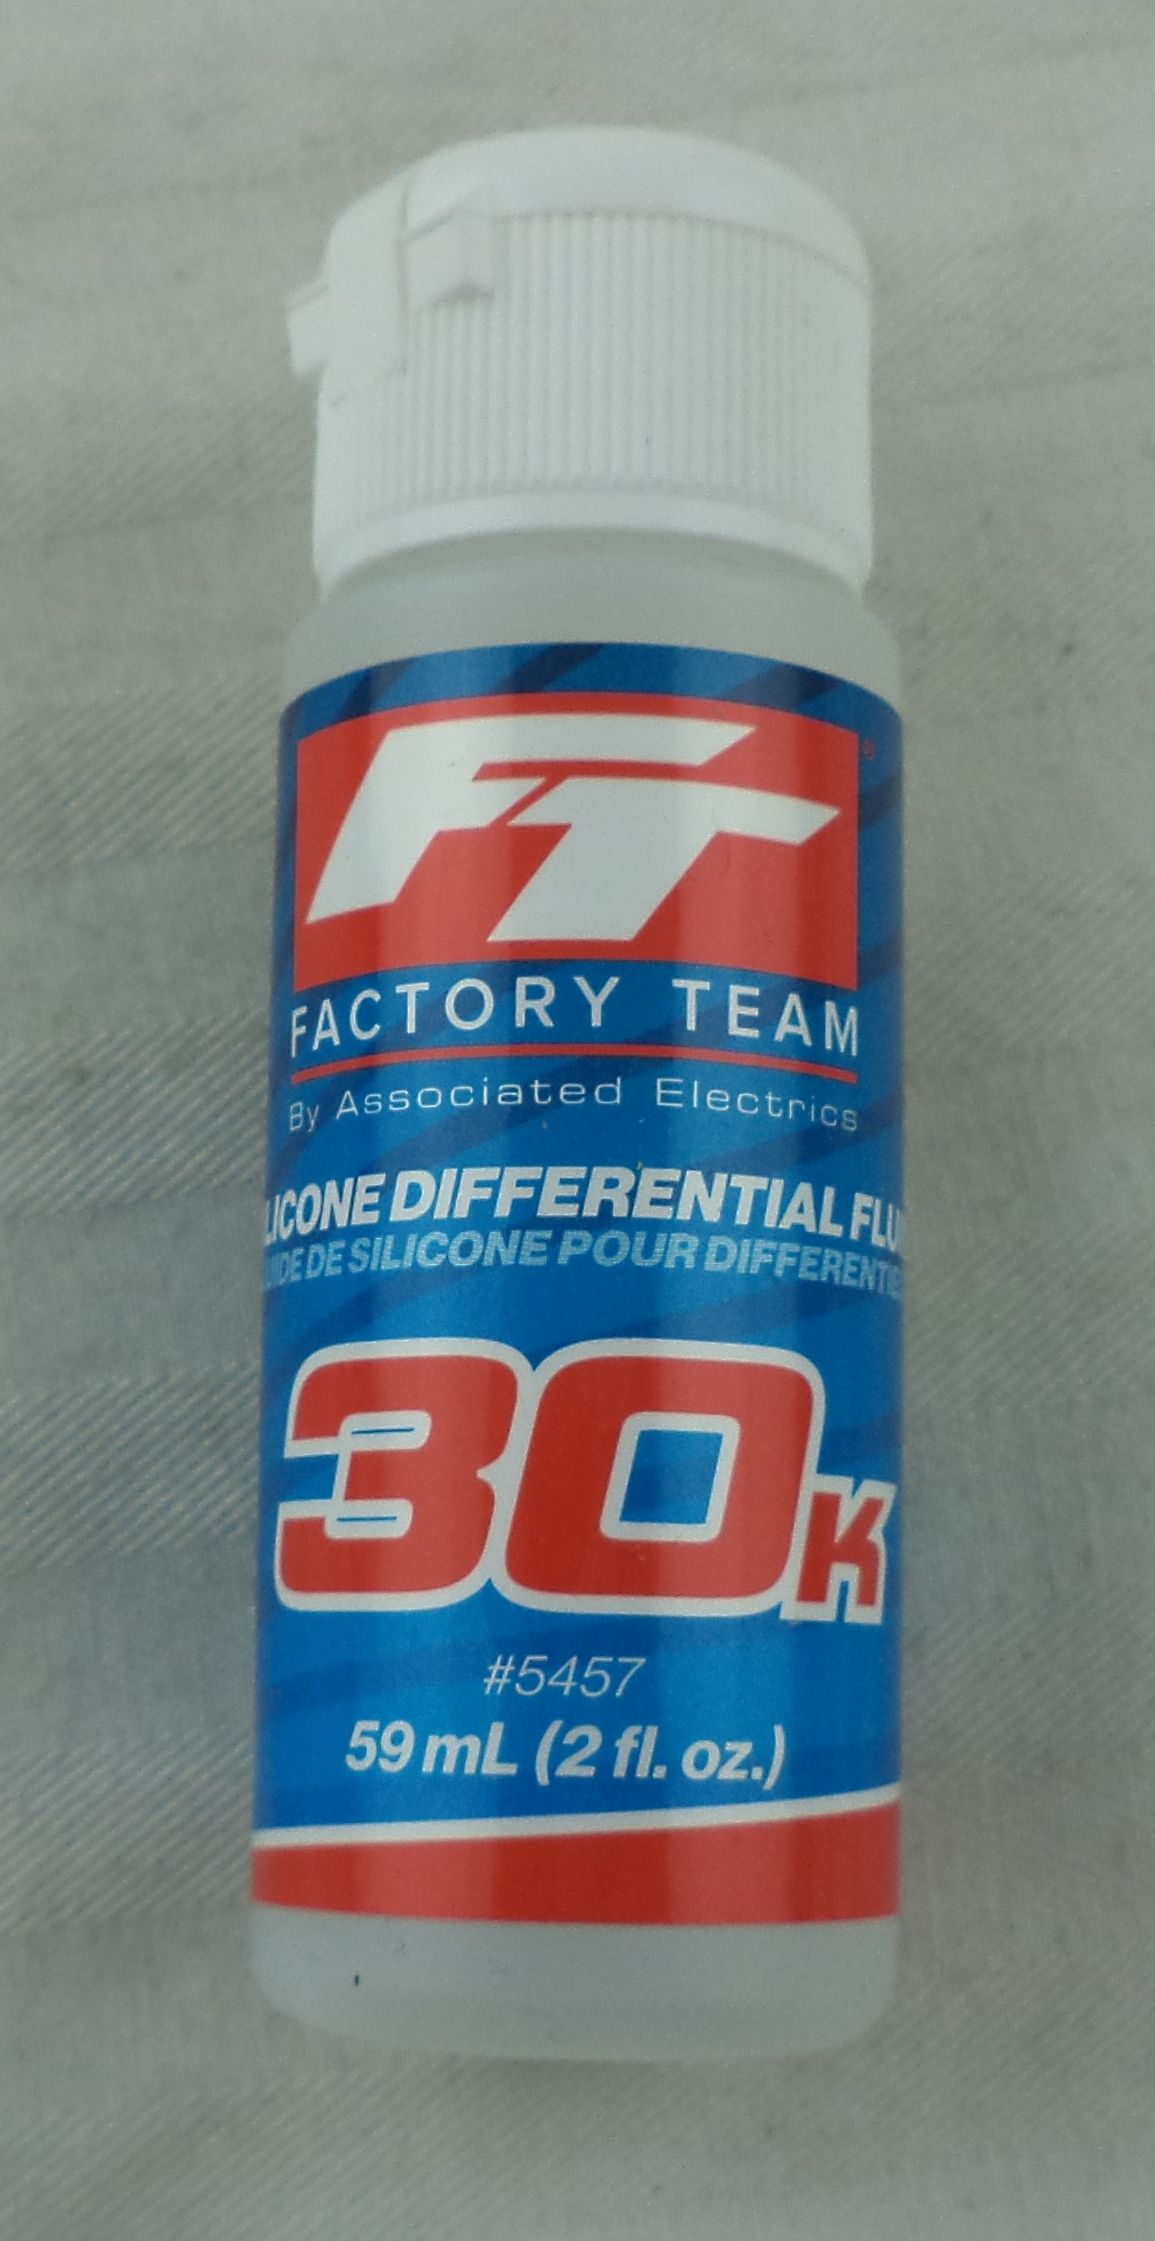 FT®
FACTORY TEAM
By Associated Electrics
LICONE DIFFERENTIAL FLU
UIDE DE SILICONE POUR DIFFERENTIE
30K
#5457
59 mL (2 fl. oz.)